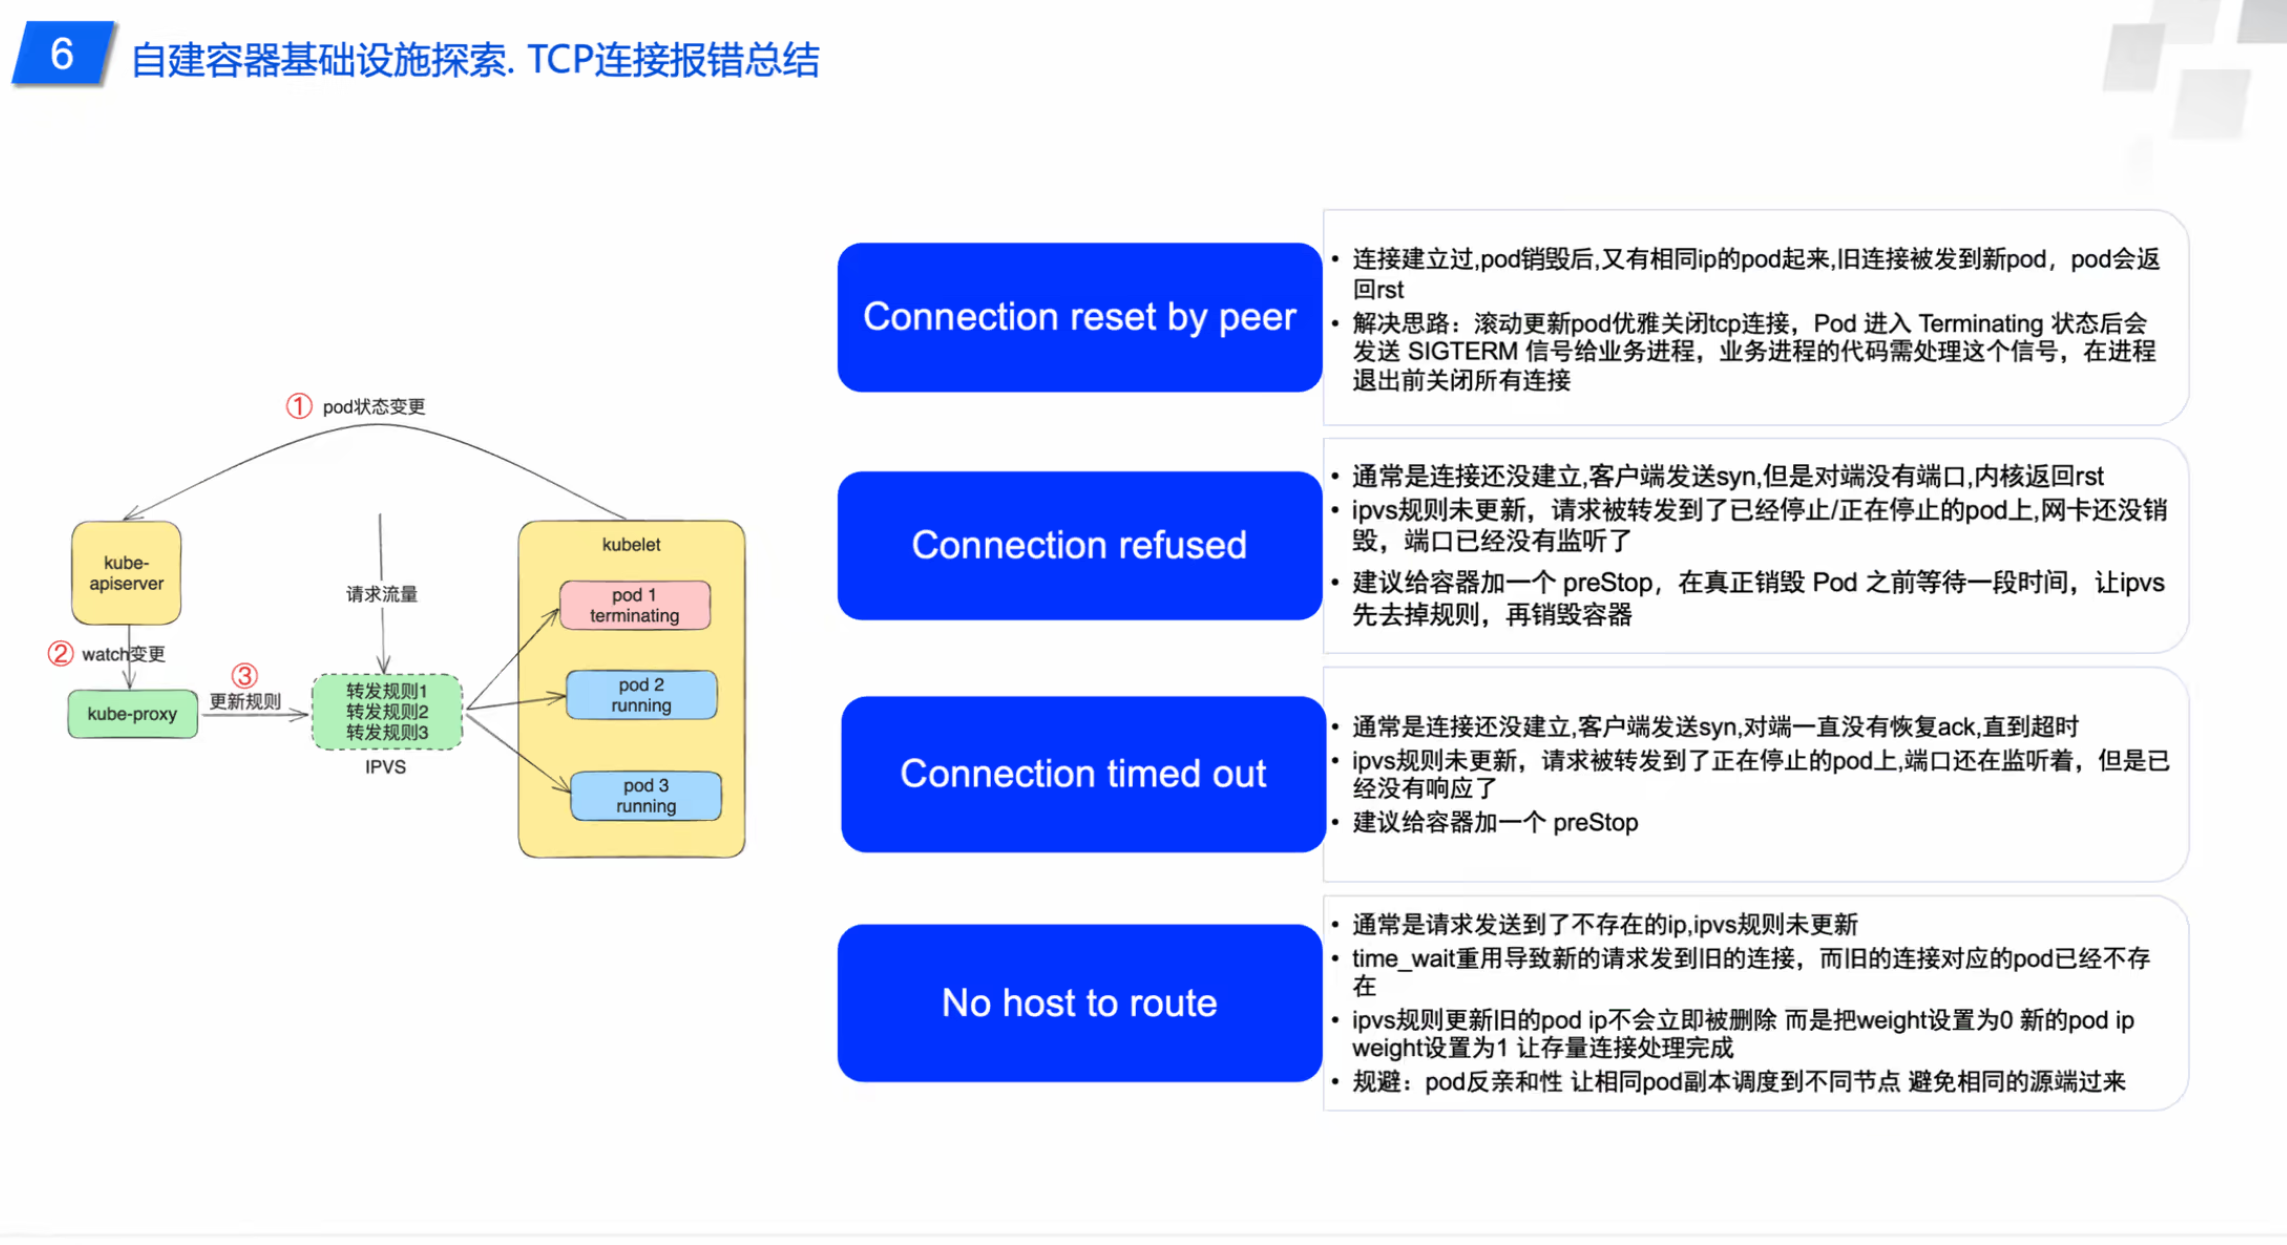 6
自建容器基础设施探索. TCP连接报错总结
① pod状态变更
kube-
apiserver
② watch变更
kube-proxy
③
更新规则
请求流量
转发规则1
转发规则2
转发规则3
IPVS
kubelet
pod 1
terminating
pod 2
running
pod 3
running
Connection reset by peer
• 连接建立过,pod销毁后,又有相同ip的pod起来,旧连接被发到新pod，pod会返
回rst
• 解决思路：滚动更新pod优雅关闭tcp连接，Pod 进入 Terminating 状态后会
发送 SIGTERM 信号给业务进程，业务进程的代码需处理这个信号，在进程
退出前关闭所有连接
Connection refused
• 通常是连接还没建立,客户端发送syn,但是对端没有端口,内核返回rst
• ipvs规则未更新，请求被转发到了已经停止/正在停止的pod上,网卡还没销
毁，端口已经没有监听了
• 建议给容器加一个 preStop，在真正销毁 Pod 之前等待一段时间，让ipvs
先去掉规则，再销毁容器
Connection timed out
• 通常是连接还没建立,客户端发送syn,对端一直没有恢复ack,直到超时
• ipvs规则未更新，请求被转发到了正在停止的pod上,端口还在监听着，但是已
经没有响应了
• 建议给容器加一个 preStop
No host to route
• 通常是请求发送到了不存在的ip,ipvs规则未更新
• time_wait重用导致新的请求发到旧的连接，而旧的连接对应的pod已经不存
在
• ipvs规则更新旧的pod ip不会立即被删除 而是把weight设置为0 新的pod ip
weight设置为1 让存量连接处理完成
• 规避：pod反亲和性 让相同pod副本调度到不同节点 避免相同的源端过来